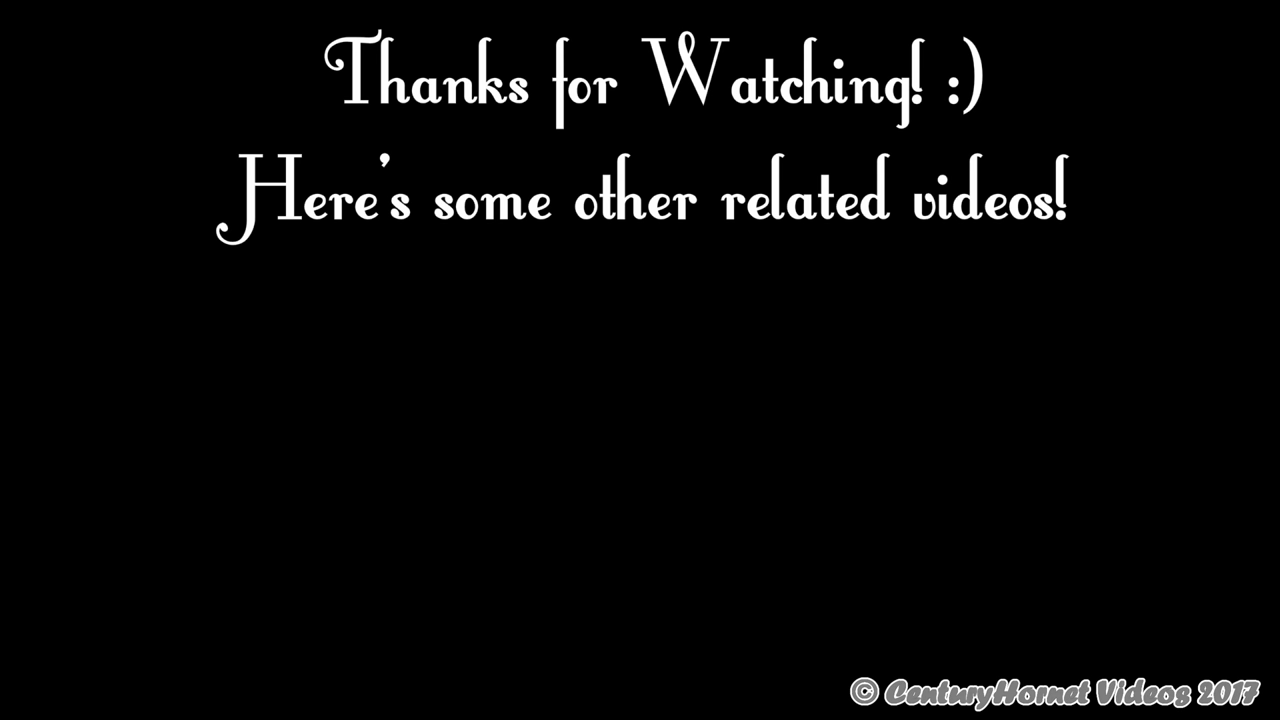 Thanks for Watching! :)
Here's some other related videos!
© CenturyHornet Videos 2017